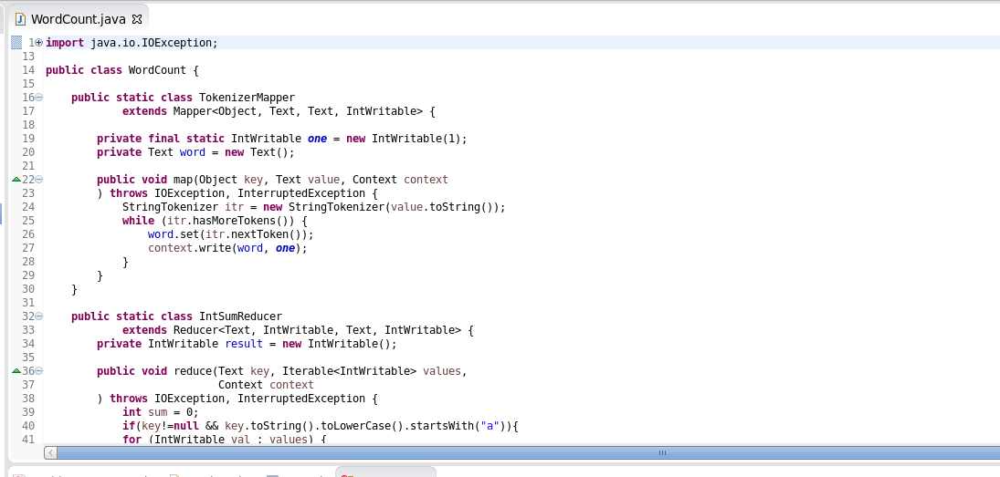 WordCount.java
1 import java.io.IOException;
13
14 public class WordCount {
15
16     public static class TokenizerMapper
17             extends Mapper<Object, Text, Text, IntWritable> {
18
19         private final static IntWritable one = new IntWritable(1);
20         private Text word = new Text();
21
22         public void map(Object key, Text value, Context context
23         ) throws IOException, InterruptedException {
24             StringTokenizer itr = new StringTokenizer(value.toString());
25             while (itr.hasMoreTokens()) {
26                 word.set(itr.nextToken());
27                 context.write(word, one);
28             }
29         }
30     }
31
32     public static class IntSumReducer
33             extends Reducer<Text, IntWritable, Text, IntWritable> {
34         private IntWritable result = new IntWritable();
35
36         public void reduce(Text key, Iterable<IntWritable> values,
37                            Context context
38         ) throws IOException, InterruptedException {
39             int sum = 0;
40             if(key!=null && key.toString().toLowerCase().startsWith("a")){
41             for (IntWritable val : values) {